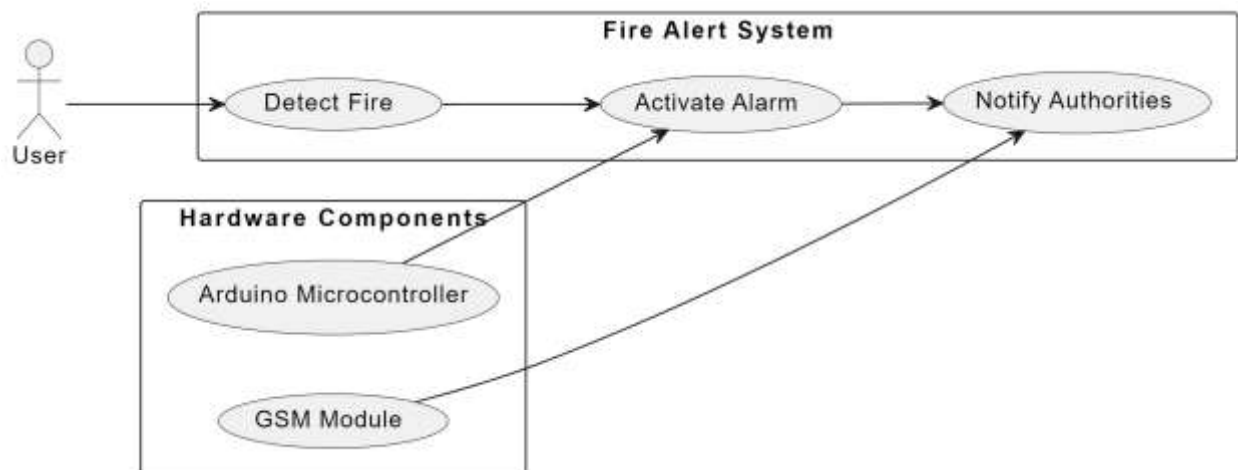 Fire Alert System
Detect Fire
Activate Alarm
Notify Authorities
User
Hardware Components
Arduino Microcontroller
GSM Module